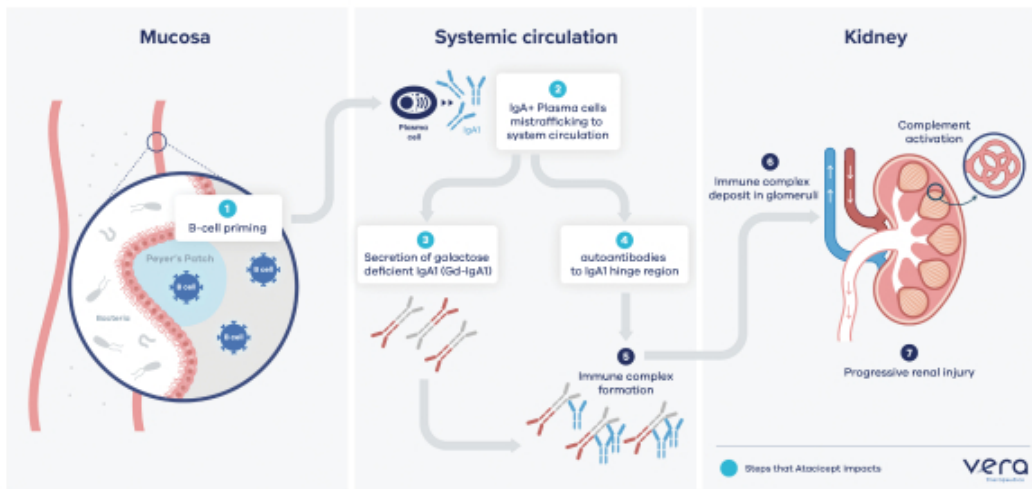 Mucosa
1
B-cell priming
Peyer's Patch
B cell
B cell
B cell
Bacteria
Systemic circulation
Plasma
cell
IgA1
2
IgA+ Plasma cells
mistrafficking to
system circulation
3
Secretion of galactose
deficient IgA1 (Gd-IgA1)
4
autoantibodies
to IgA1 hinge region
5
Immune complex
formation
Kidney
Complement
activation
6
Immune complex
deposit in glomeruli
7
Progressive renal injury
Steps that Atacicept impacts
vera
therapeutics